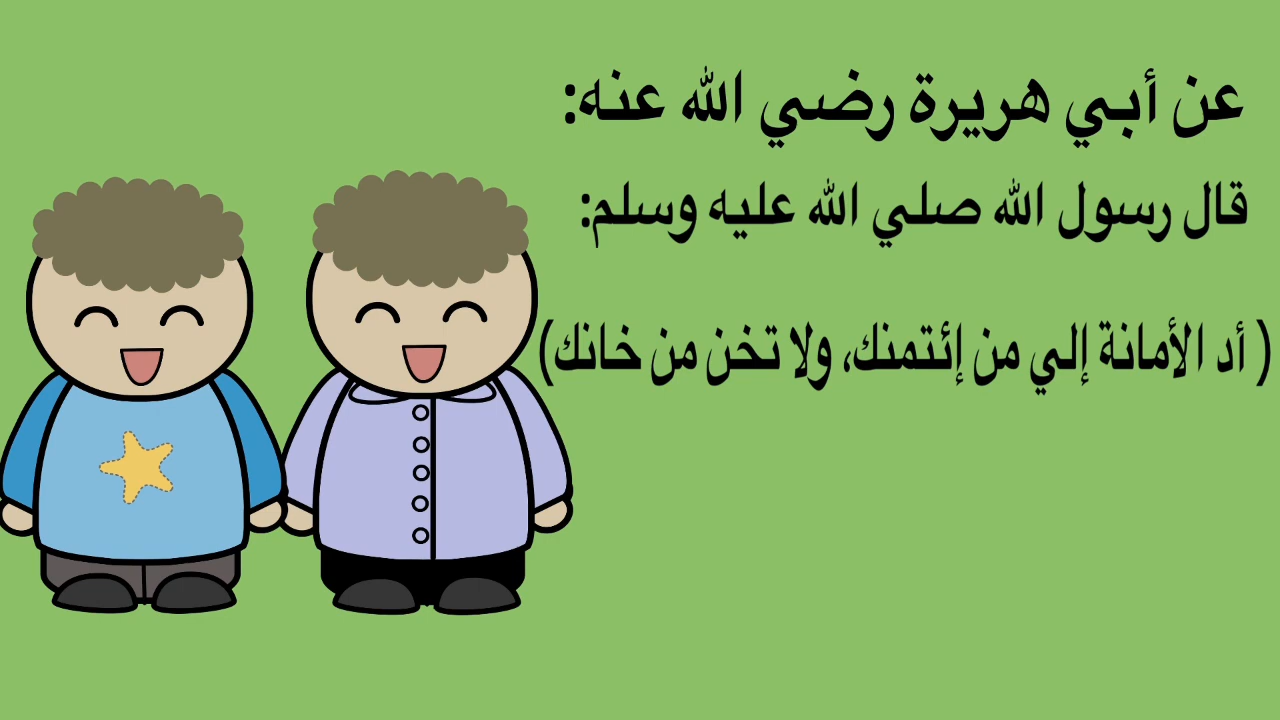 عن أبي هريرة رضي الله عنه:
قال رسول الله صلي الله عليه وسلم:
( أد الأمانة إلي من إئتمنك، ولا تخن من خانك)